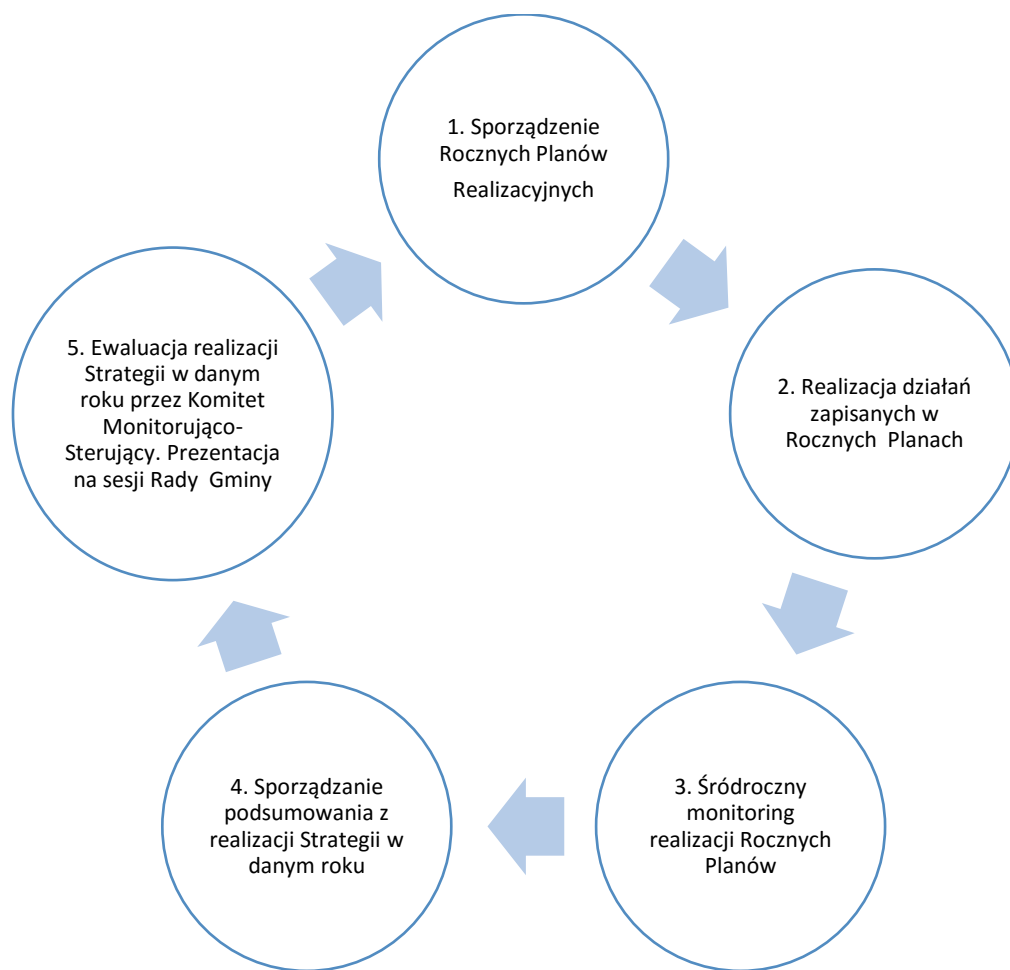 1. Sporządzenie
Rocznych Planów
Realizacyjnych
2. Realizacja działań
zapisanych w
Rocznych Planach
3. Śródroczny
monitoring
realizacji Rocznych
Planów
4. Sporządzanie
podsumowania z
realizacji Strategii w
danym roku
5. Ewaluacja realizacji
Strategii w danym
roku przez Komitet
Monitorująco-
Sterujący. Prezentacja
na sesji Rady Gminy